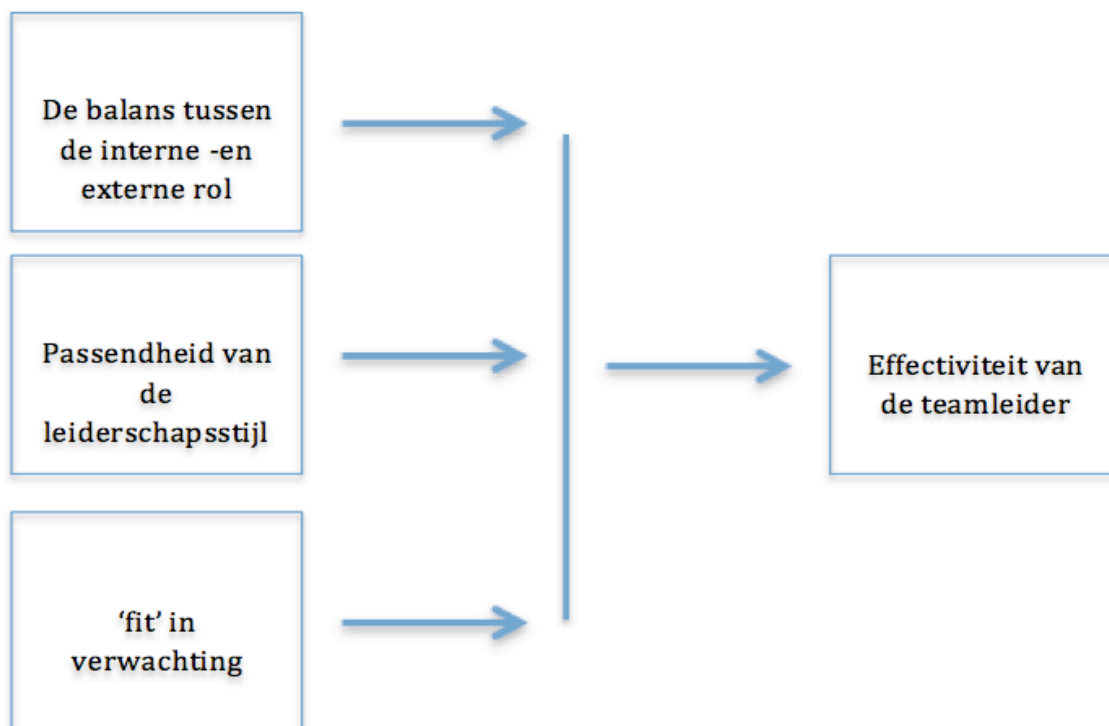 De balans tussen
de interne -en
externe rol
Passendheid van
de
leiderschapsstijl
Effectiviteit van
de teamleider
‘fit’ in
verwachting